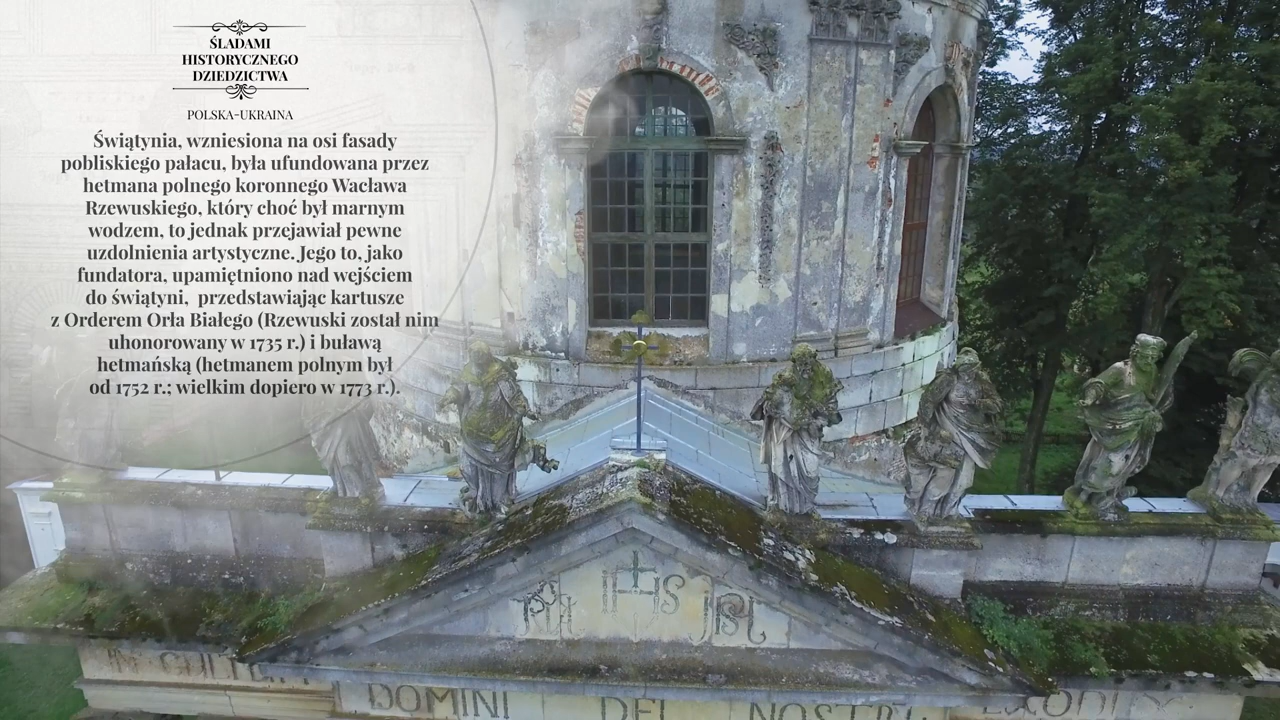 ŚLADAMI
HISTORYCZNEGO
DZIEDZICTWA
POLSKA-UKRAINA
Świątynia, wzniesiona na osi fasady
pobliskiego pałacu, była ufundowana przez
hetmana polnego koronnego Wacława
Rzewuskiego, który choć był marnym
wodzem, to jednak przejawiał pewne
uzdolnienia artystyczne. Jego to, jako
fundatora, upamiętniono nad wejściem
do świątyni, przedstawiając kartusze
z Orderem Orła Białego (Rzewuski został nim
uhonorowany w 1735 r.) i buławą
hetmańską (hetmanem polnym był
od 1752 r.; wielkim dopiero w 1773 r.).
IHS
DOMINI DEI NOSTRI